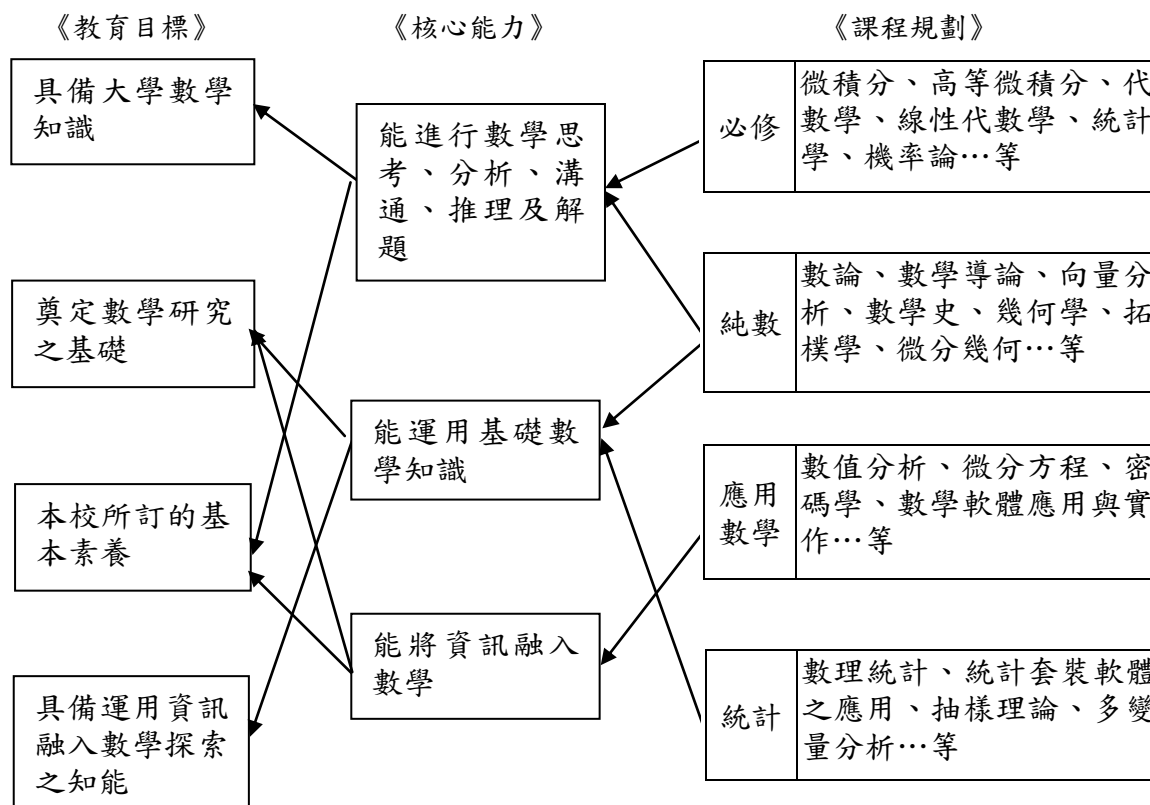 《教育目標》
《核心能力》
《課程規劃》
具備大學數學
知識
奠定數學研究
之基礎
本校所訂的基
本素養
具備運用資訊
融入數學探索
之知能
能進行數學思
考、分析、溝
通、推理及解
題
能運用基礎數
學知識
能將資訊融入
數學
必修
微積分、高等微積分、代
數學、線性代數學、統計
學、機率論…等
純數
數論、數學導論、向量分
析、數學史、幾何學、拓
樸學、微分幾何…等
應用
數學
數值分析、微分方程、密
碼學、數學軟體應用與實
作…等
統計
數理統計、統計套裝軟體
之應用、抽樣理論、多變
量分析…等